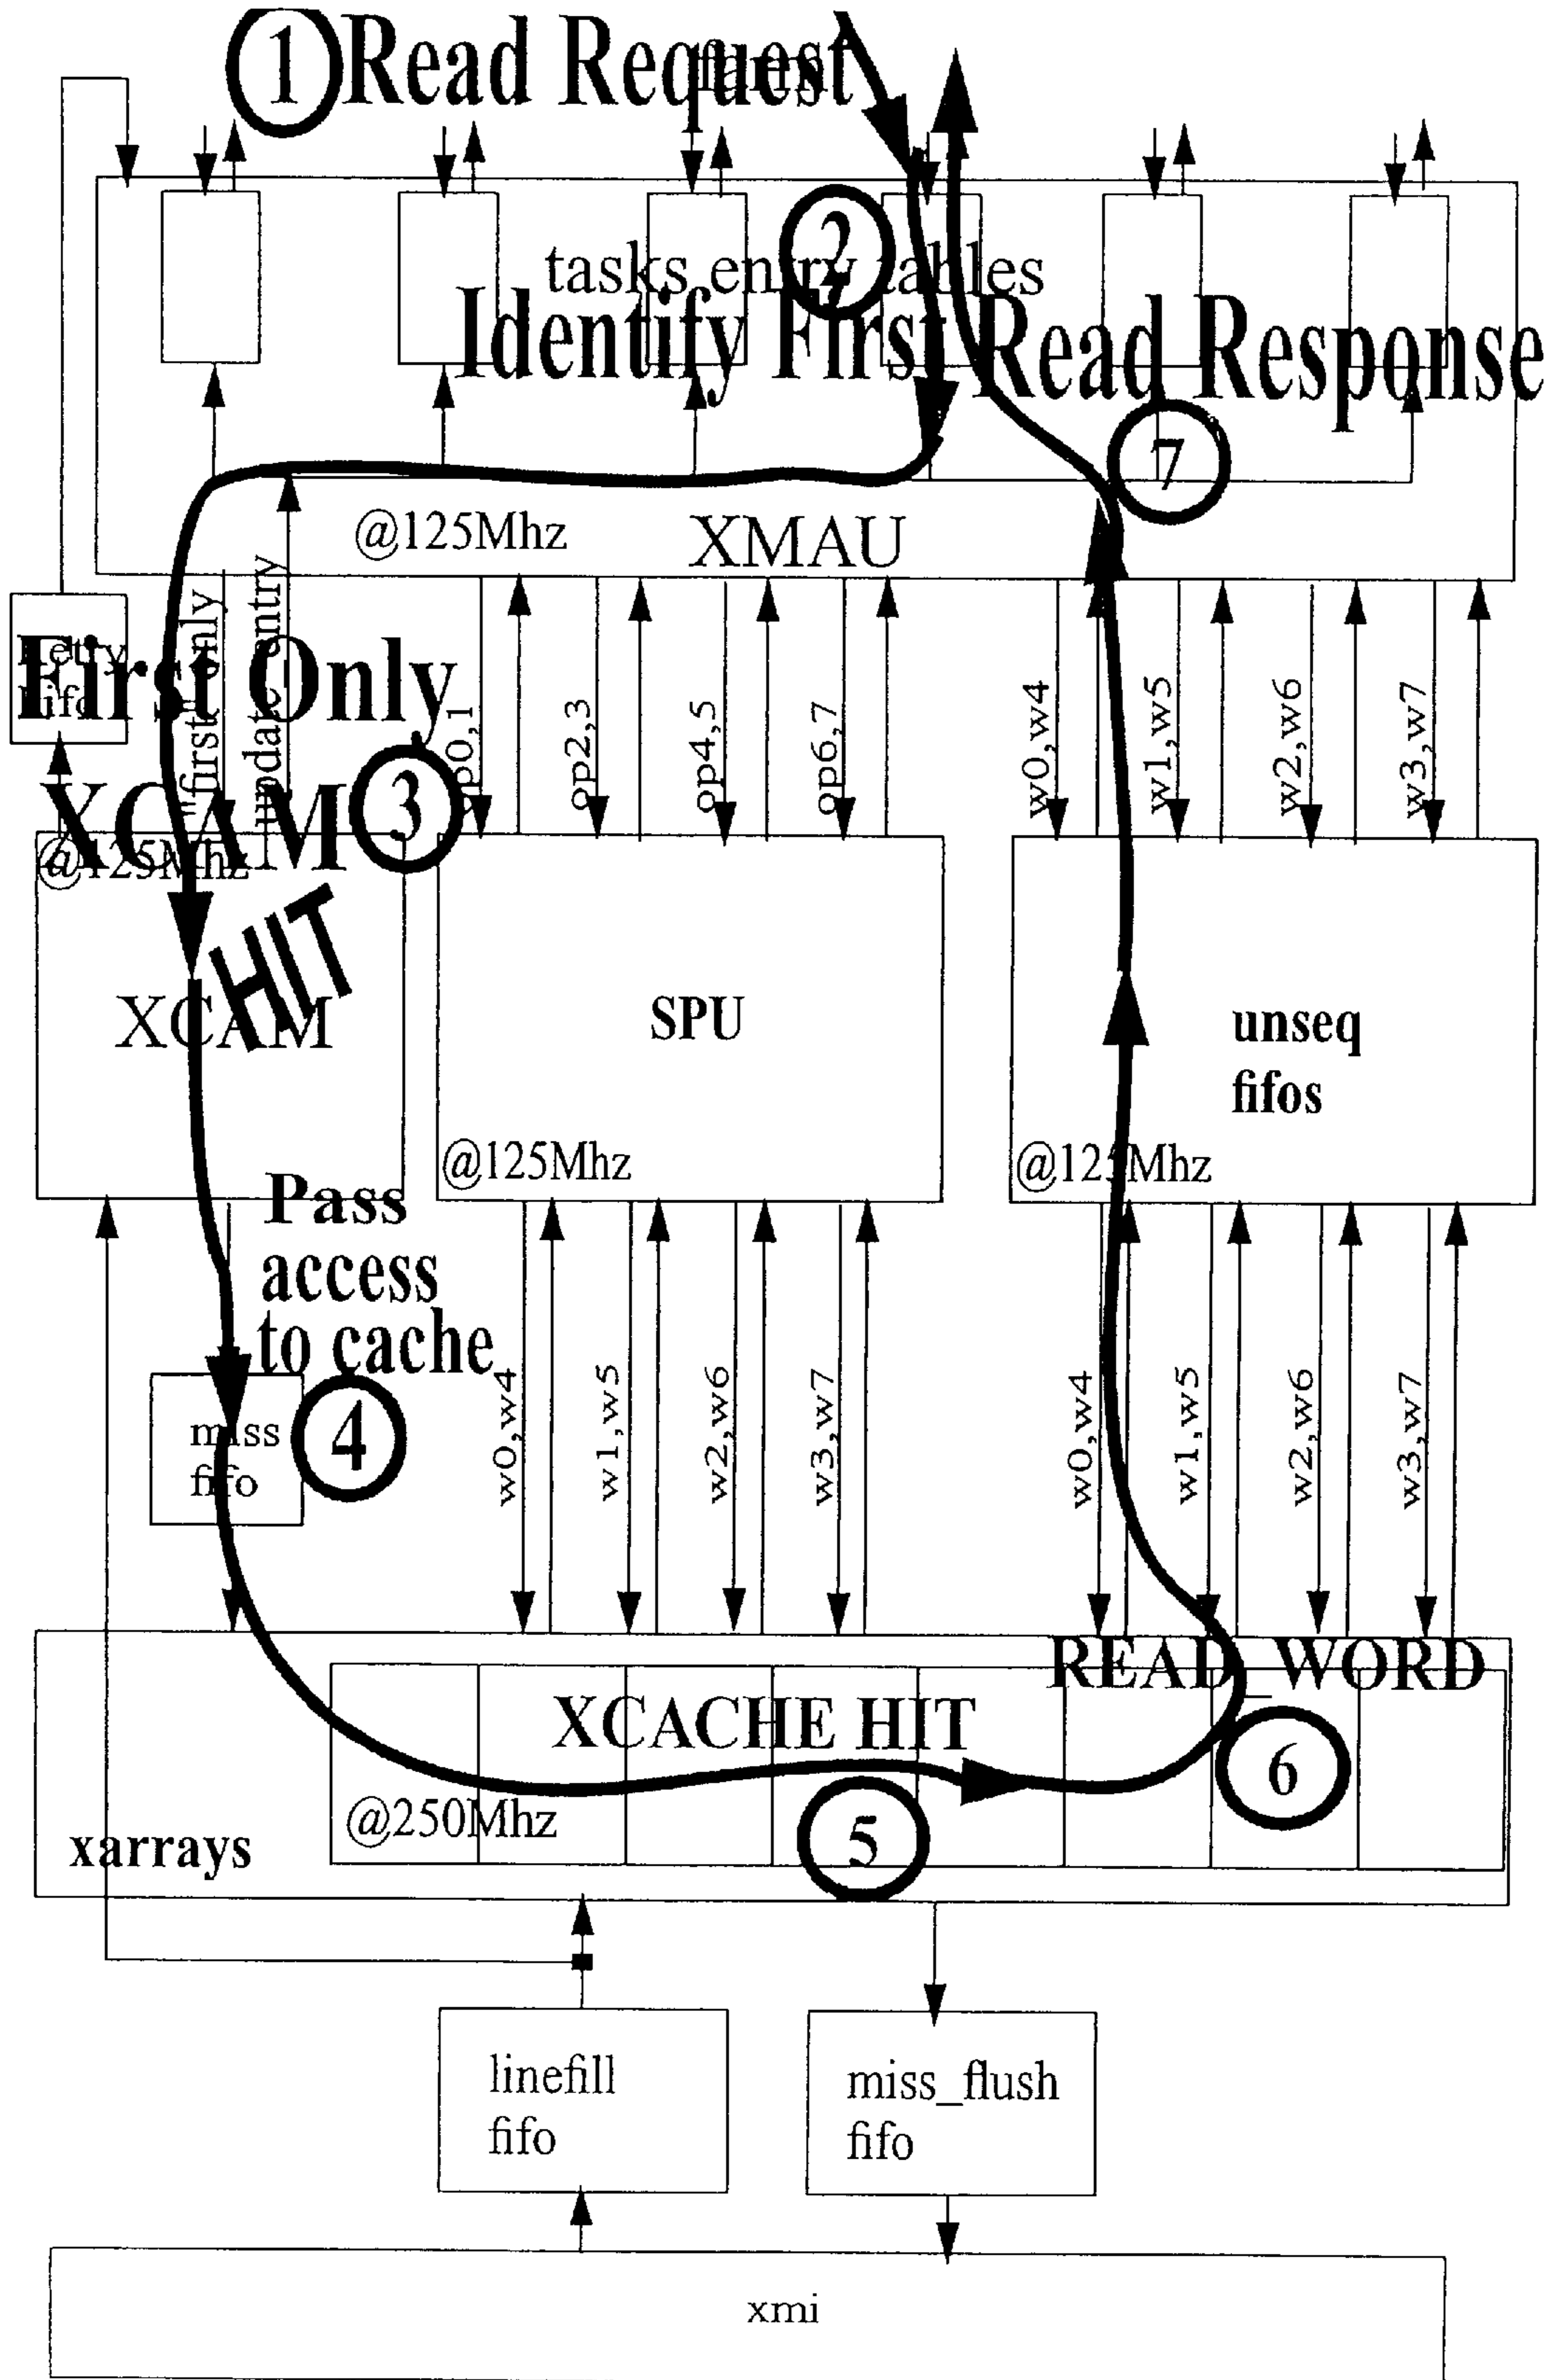 1 Read Request
2
tasks entry tables
Identify First
Read Response
7
@125Mhz
XMAU
"first" only
update_entry
Retry
First Only
op2,3
op4,5
op6,7
w0,w4
w1,w5
w2,w6
w3,w7
XCAM
3
@125Mhz
HIT
XCAM
SPU
unseq
fifos
@125Mhz
@125Mhz
Pass
access
to cache
miss
fifo
4
w0,w4
w1,w5
w2,w6
w3,w7
w0,w4
w1,w5
w2,w6
w3,w7
READ_WORD
XCACHE HIT
6
@250Mhz
5
xarrays
linefill
fifo
miss_flush
fifo
xmi